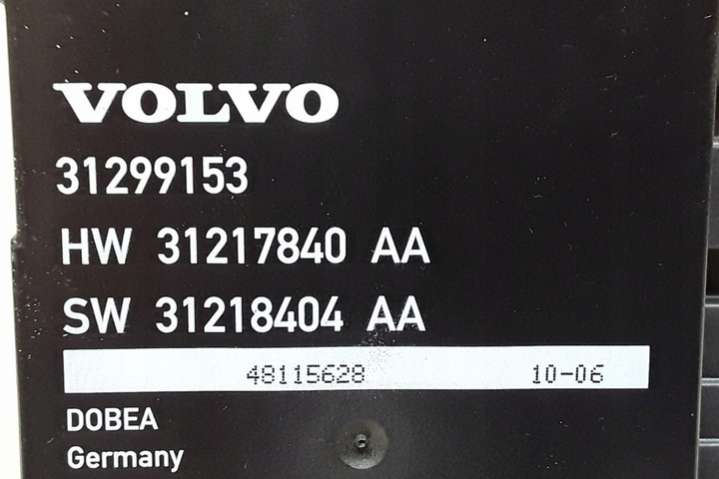 VOLVO
31299153
HW 31217840 AA
SW 31218404 AA
48115628 10-06
DOBEA
Germany